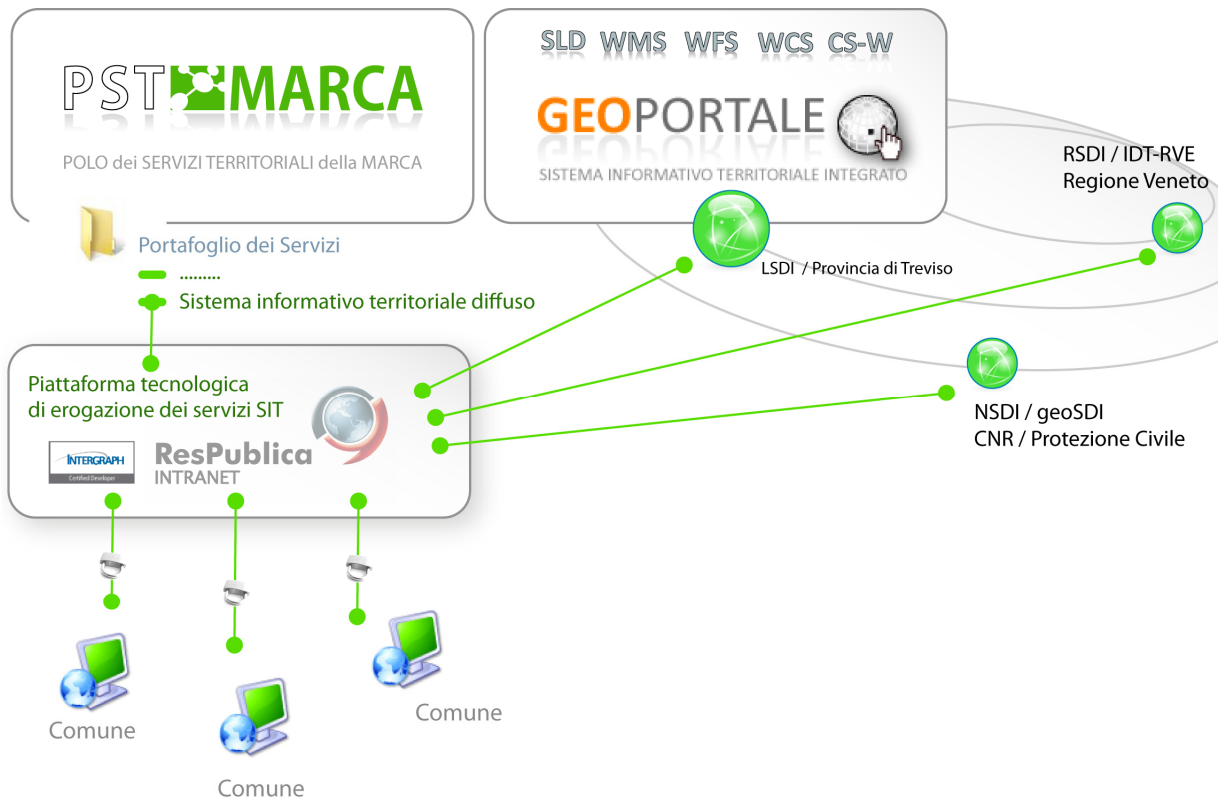 PST MARCA
POLO dei SERVIZI TERRITORIALI della MARCA
SLD WMS WFS WCS CS-W
GEOPORTALE
SISTEMA INFORMATIVO TERRITORIALE INTEGRATO
RSDI / IDT-RVE
Regione Veneto
LSDI / Provincia di Treviso
Portafoglio dei Servizi
.........
Sistema informativo territoriale diffuso
Piattaforma tecnologica
di erogazione dei servizi SIT
INTERGRAPH
Certified Developer
ResPublica
INTRANET
NSDI / geoSDI
CNR / Protezione Civile
Comune
Comune
Comune